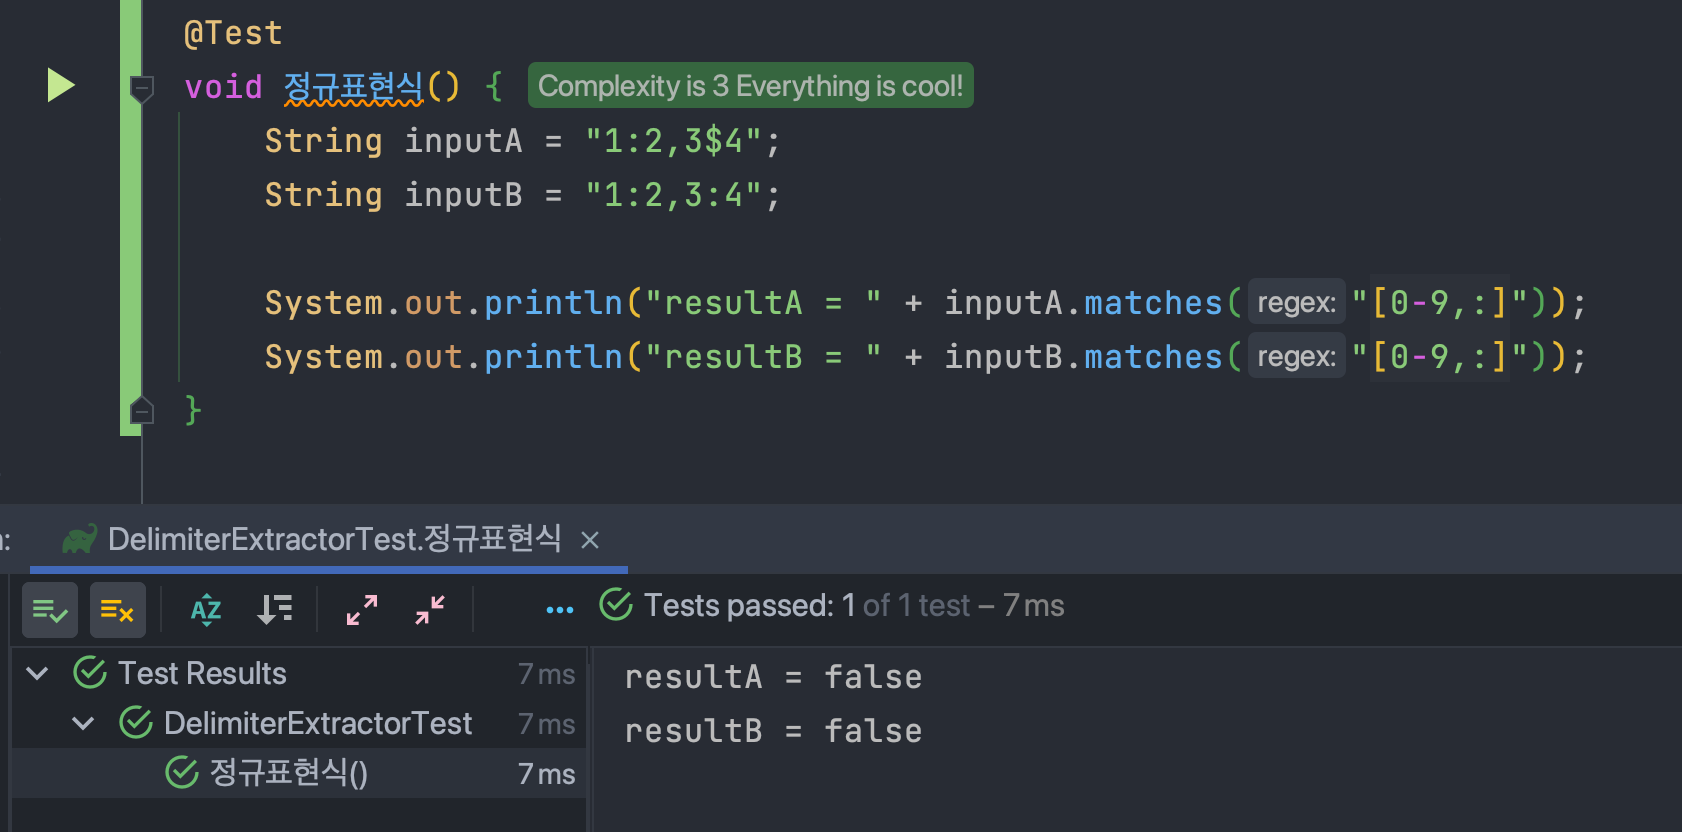 @Test
void 정규표현식() { Complexity is 3 Everything is cool!
String inputA = "1:2,3$4";
String inputB = "1:2,3:4";
System.out.println("resultA = " + inputA.matches( regex: "[0-9,:]"));
System.out.println("resultB = " + inputB.matches( regex: "[0-9,:]"));
}
DelimiterExtractorTest.정규표현식 ×
Tests passed: 1 of 1 test – 7 ms
Test Results 7 ms
DelimiterExtractorTest 7 ms
정규표현식() 7 ms
resultA = false
resultB = false